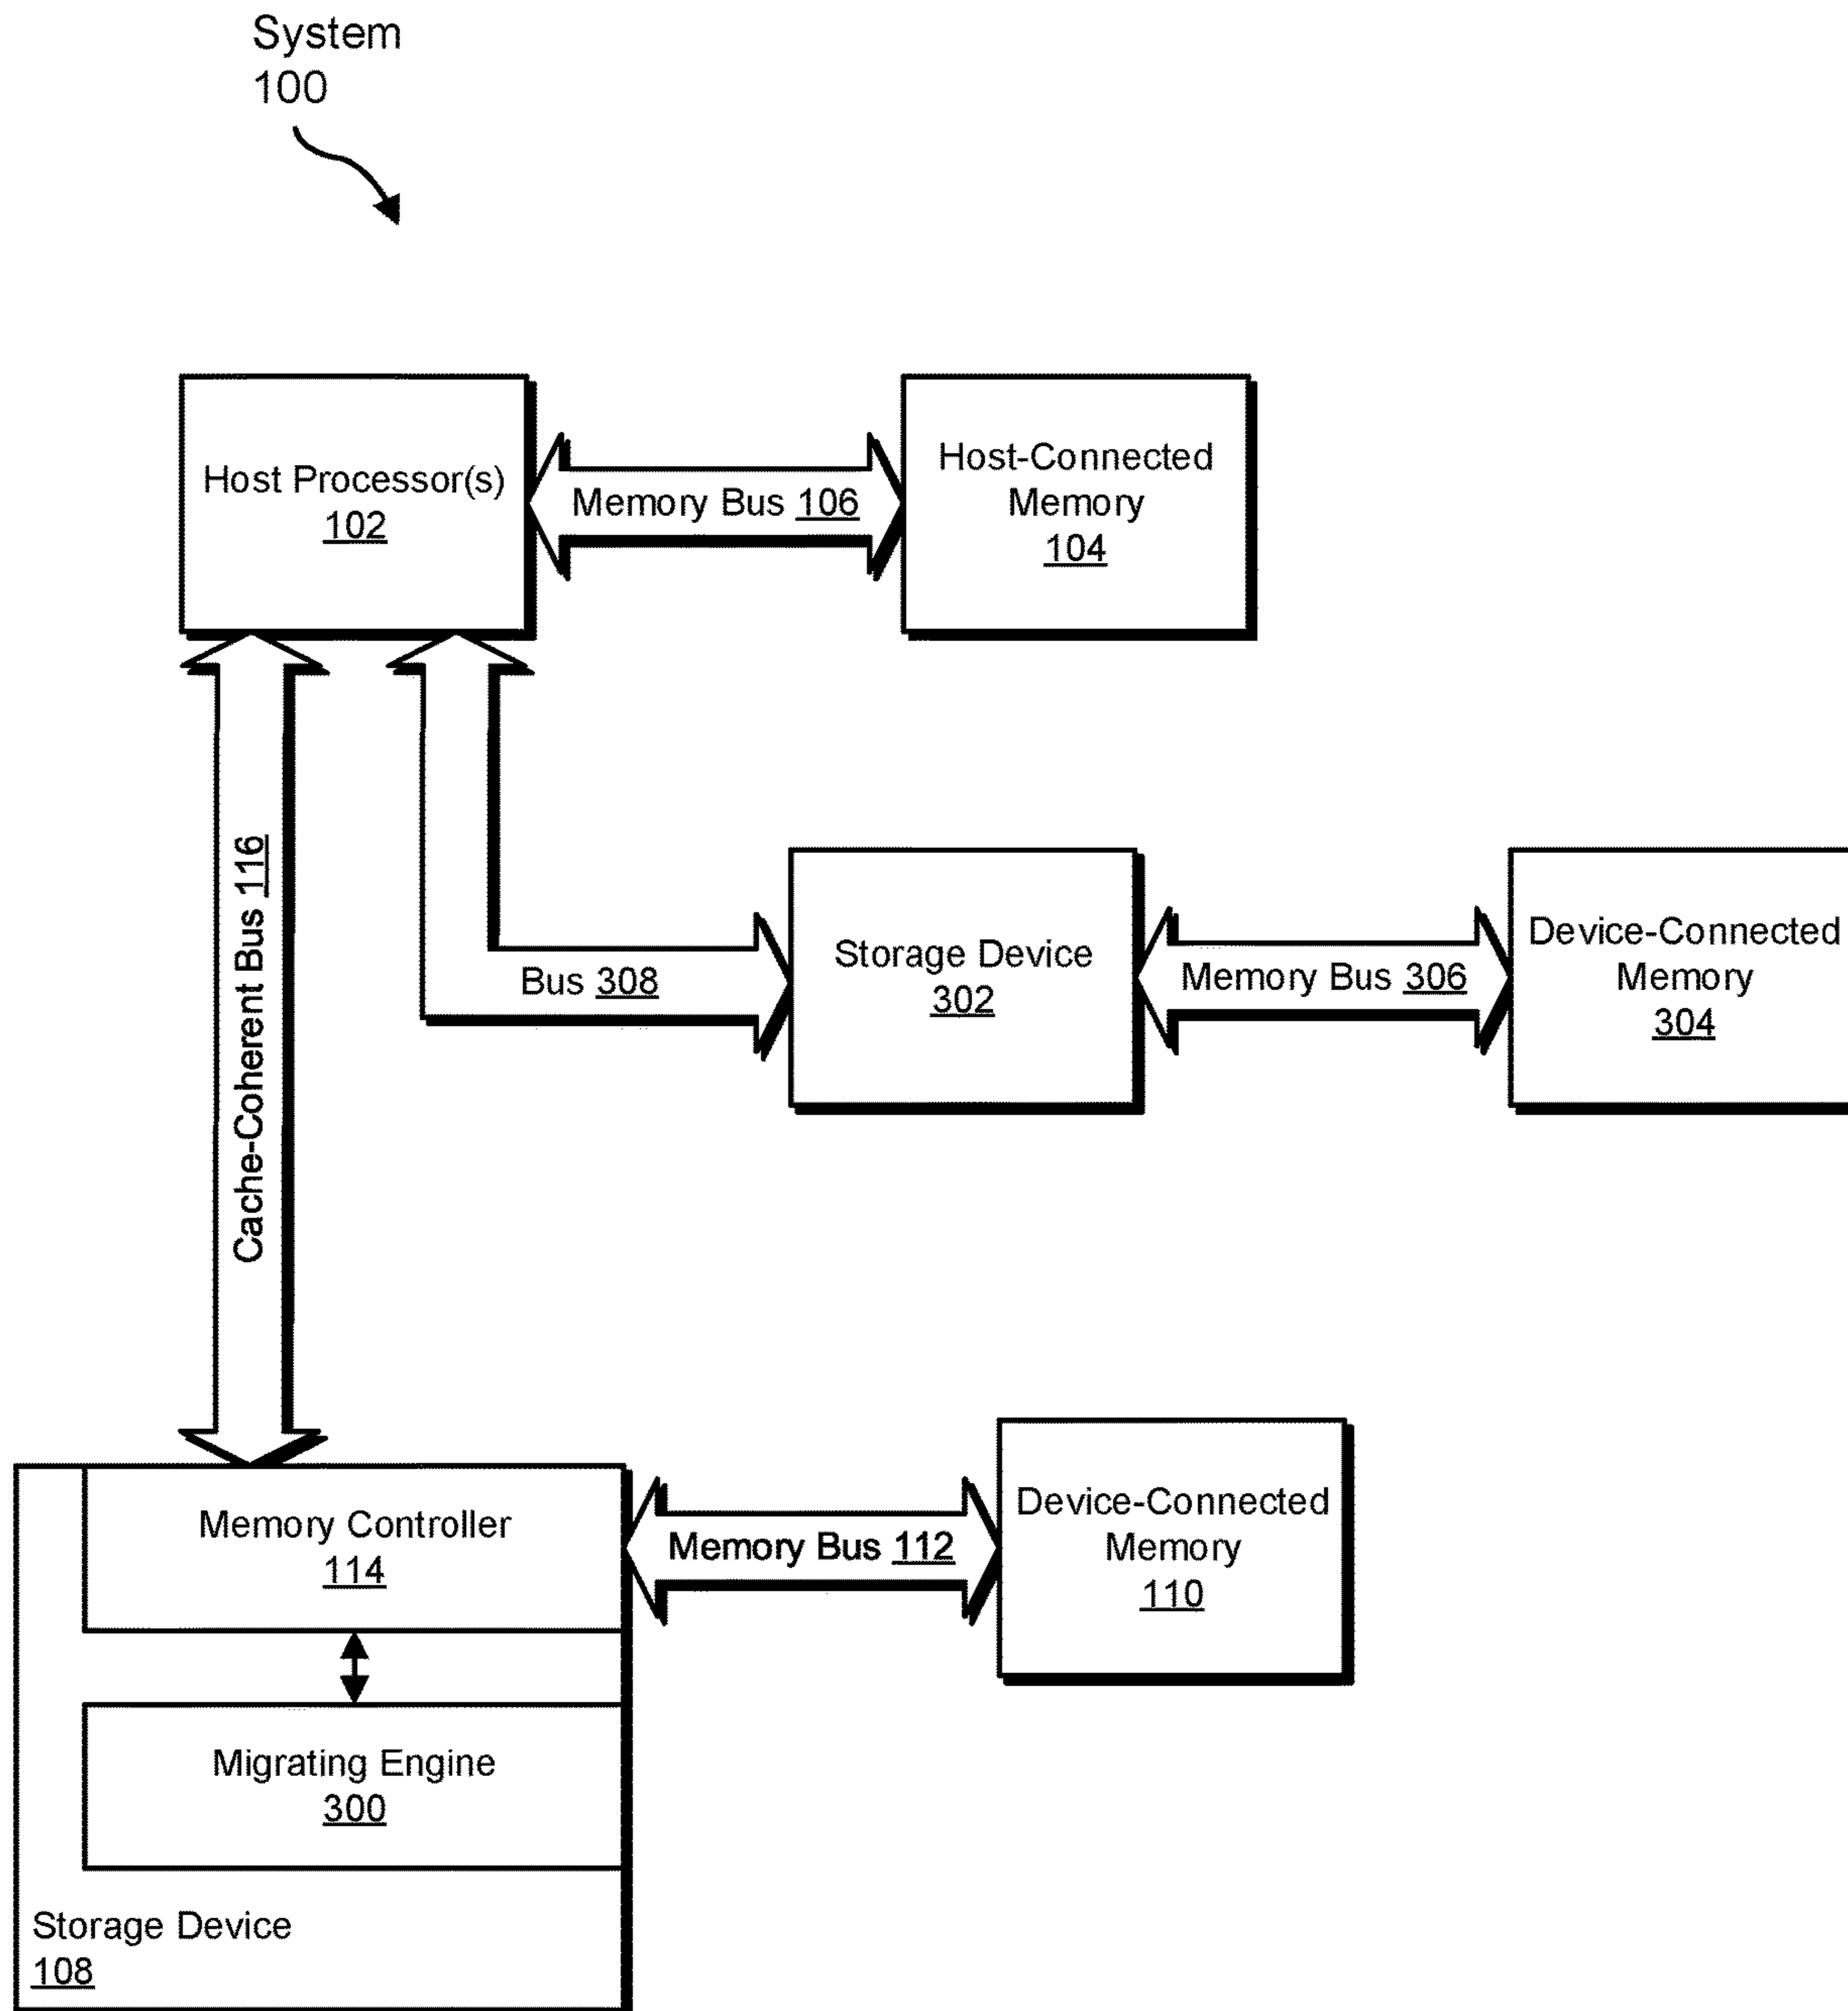 System
100
Host Processor(s)
102
Memory Bus 106
Host-Connected
Memory
104
Cache-Coherent Bus 116
Bus 308
Storage Device
302
Memory Bus 306
Device-Connected
Memory
304
Memory Controller
114
Memory Bus 112
Device-Connected
Memory
110
Migrating Engine
300
Storage Device
108